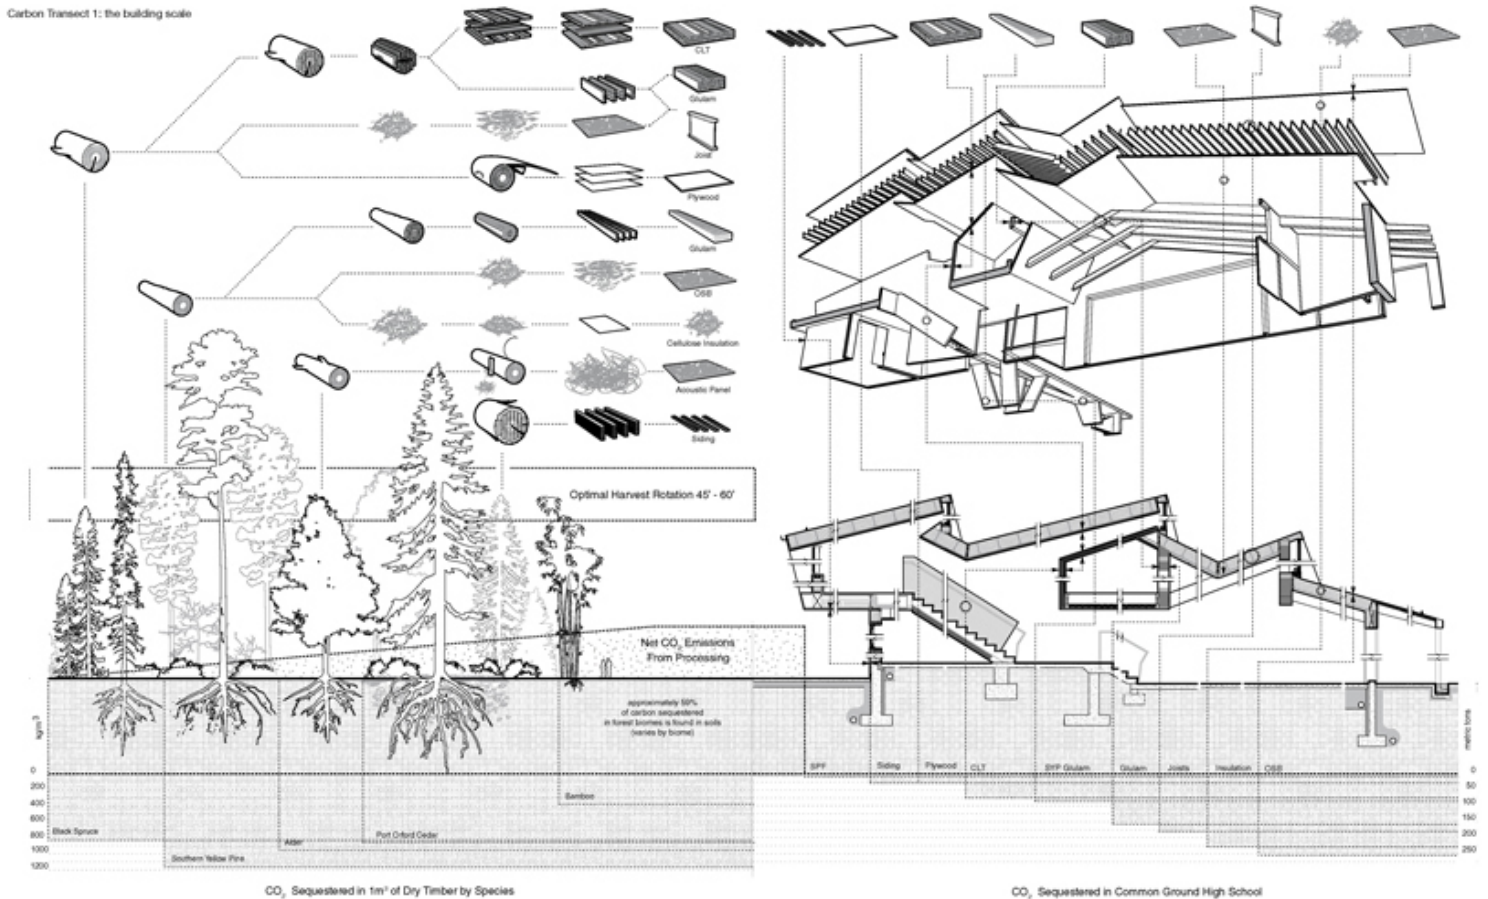 Carbon Transect 1: the building scale
CLT
Glulam
Joist
Plywood
Glulam
OSB
Cellulose Insulation
Acoustic Panel
Siding
Optimal Harvest Rotation 45' - 60'
Net CO₂ Emissions
From Processing
approximately 59%
of carbon sequestered
in forest biomes is found in soils
(varies by biome)
kg/m³
0
200
400
600
800
1000
1200
Black Spruce
Southern Yellow Pine
Alder
Port Orford Cedar
Bamboo
CO₂ Sequestered in 1m³ of Dry Timber by Species
SPF
Siding
Plywood
CLT
SYP Glulam
Glulam
Joists
Insulation
OSB
metric tons
0
50
100
150
200
250
CO₂ Sequestered in Common Ground High School